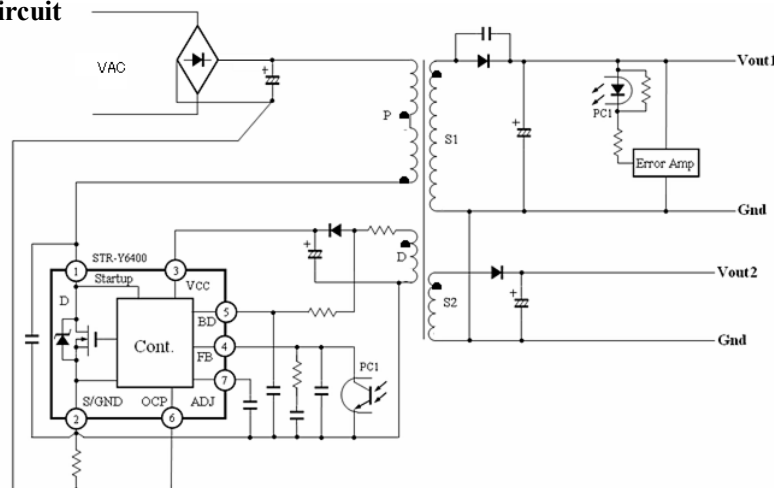 ircuit
VAC
Vout1
PC1
P
S1
Error Amp
Gnd
STR-Y6400
D
1
3
Startup
VCC
Vout2
D
S2
BD
5
Cont.
4
Gnd
FB
PC1
7
S/GND
OCP
ADJ
2
6